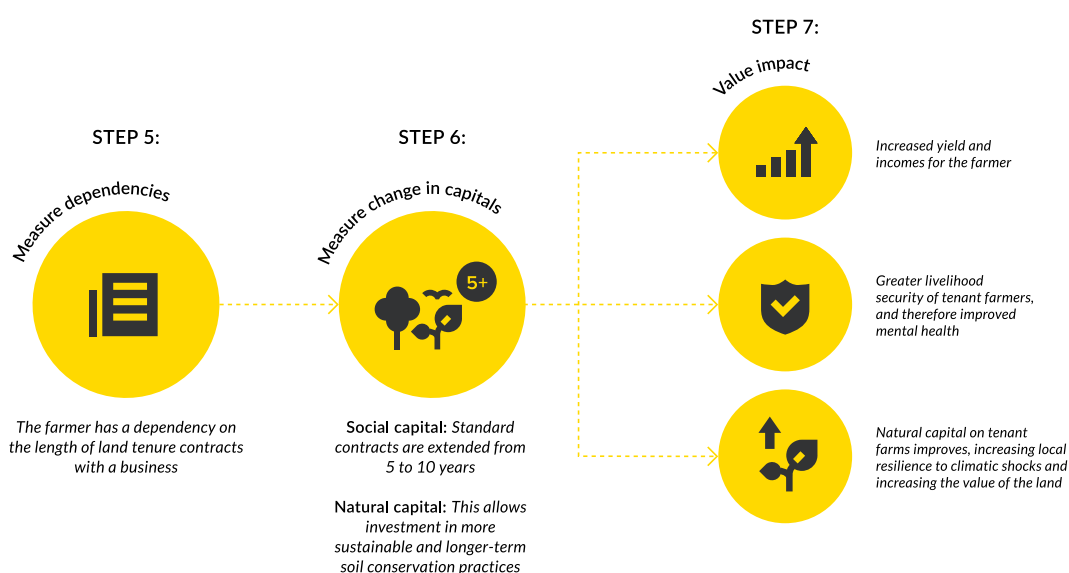 STEP 5:
Measure dependencies
The farmer has a dependency on
the length of land tenure contracts
with a business
STEP 6:
Measure change in capitals
5+
Social capital: Standard
contracts are extended from
5 to 10 years
Natural capital: This allows
investment in more
sustainable and longer-term
soil conservation practices
STEP 7:
Value impact
Increased yield and
incomes for the farmer
Greater livelihood
security of tenant farmers,
and therefore improved
mental health
Natural capital on tenant
farms improves, increasing local
resilience to climatic shocks and
increasing the value of the land